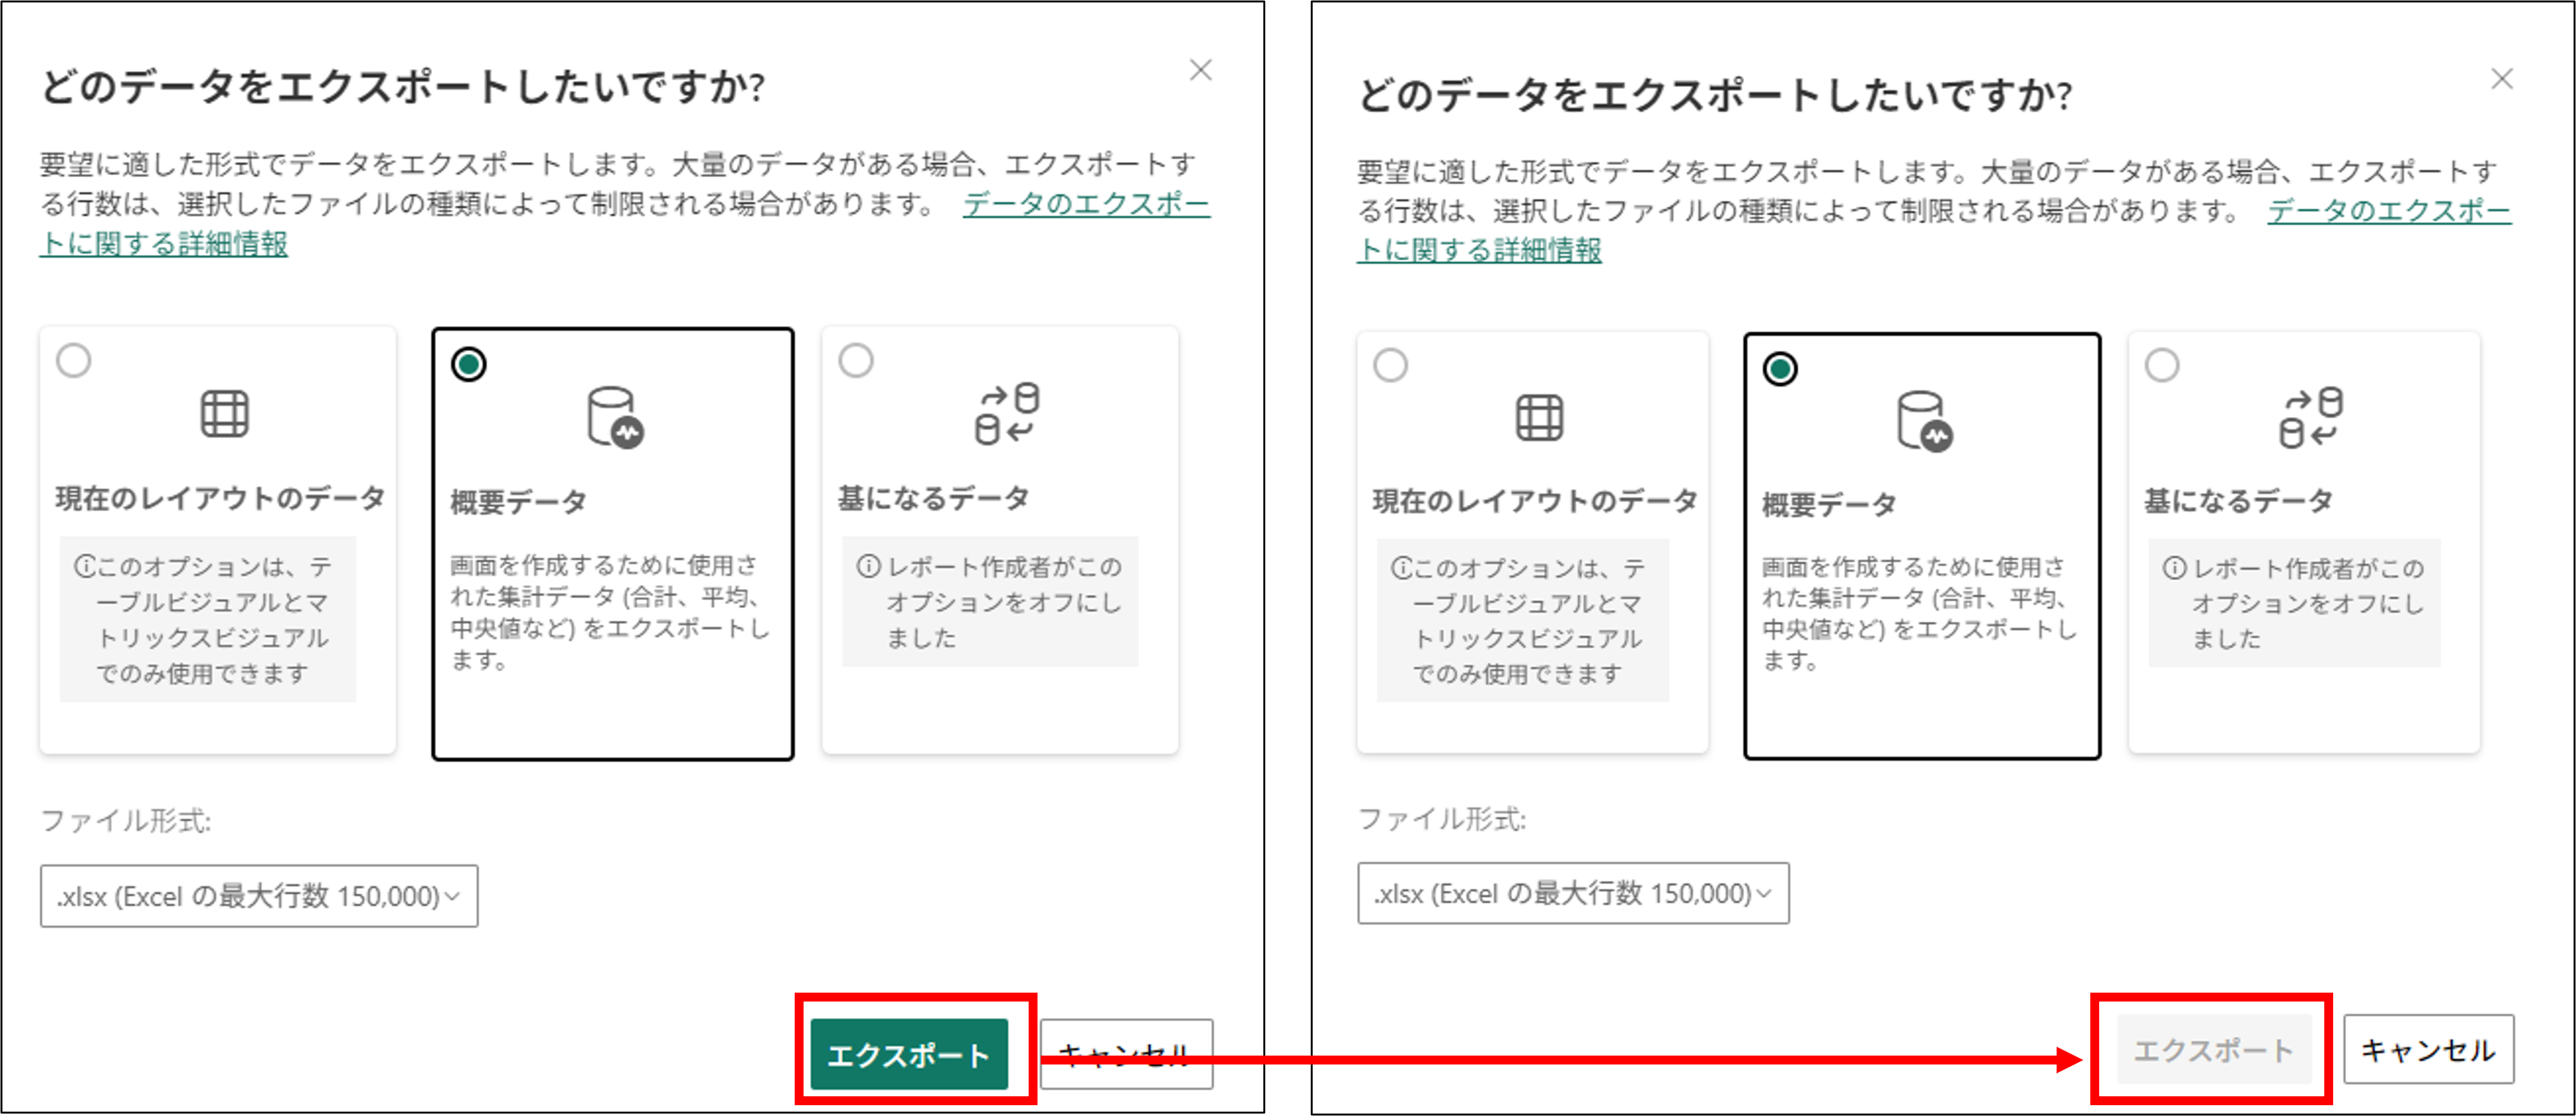 どのデータをエクスポートしたいですか?
要望に適した形式でデータをエクスポートします。大量のデータがある場合、エクスポートす
る行数は、選択したファイルの種類によって制限される場合があります。 データのエクスポー
トに関する詳細情報
現在のレイアウトのデータ
このオプションは、テ
ーブルビジュアルとマ
トリックスビジュアル
でのみ使用できます
概要データ
画面を作成するために使用さ
れた集計データ (合計、平均、
中央値など) をエクスポートし
ます。
基になるデータ
レポート作成者がこの
オプションをオフにし
ました
ファイル形式:
.xlsx (Excel の最大行数 150,000)
エクスポート
キャンセル
どのデータをエクスポートしたいですか?
要望に適した形式でデータをエクスポートします。大量のデータがある場合、エクスポートす
る行数は、選択したファイルの種類によって制限される場合があります。 データのエクスポー
トに関する詳細情報
現在のレイアウトのデータ
このオプションは、テ
ーブルビジュアルとマ
トリックスビジュアル
でのみ使用できます
概要データ
画面を作成するために使用さ
れた集計データ (合計、平均、
中央値など) をエクスポートし
ます。
基になるデータ
レポート作成者がこの
オプションをオフにし
ました
ファイル形式:
.xlsx (Excel の最大行数 150,000)
エクスポート
キャンセル